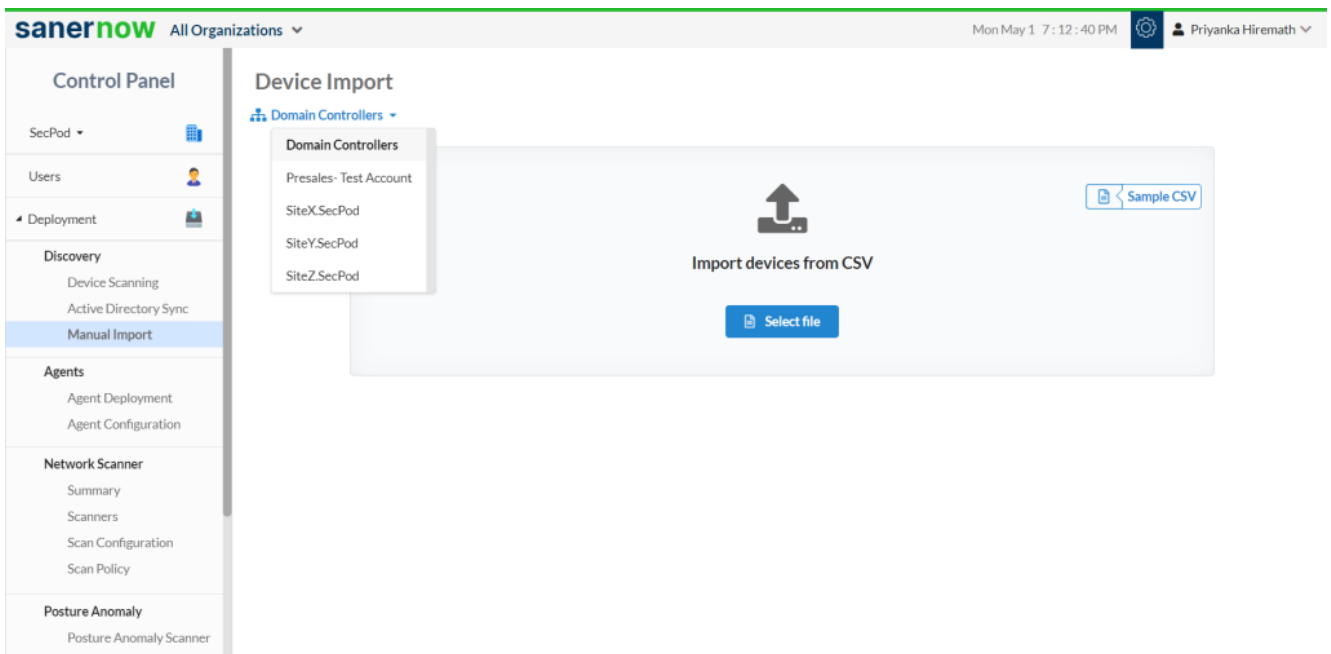 sanernow All Organizations Mon May 1 7:12:40 PM Priyanka Hiremath
Control Panel
SecPod
Users
Deployment
Discovery
Device Scanning
Active Directory Sync
Manual Import
Agents
Agent Deployment
Agent Configuration
Network Scanner
Summary
Scanners
Scan Configuration
Scan Policy
Posture Anomaly
Posture Anomaly Scanner
Device Import
Domain Controllers
Domain Controllers
Presales- Test Account
SiteX.SecPod
SiteY.SecPod
SiteZ.SecPod
Sample CSV
Import devices from CSV
Select file